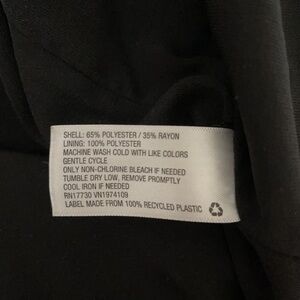 SHELL: 65% POLYESTER / 35% RAYON
LINING: 100% POLYESTER
MACHINE WASH COLD WITH LIKE COLORS
GENTLE CYCLE
ONLY NON-CHLORINE BLEACH IF NEEDED
TUMBLE DRY LOW, REMOVE PROMPTLY
COOL IRON IF NEEDED
RN17730 VN1974109
LABEL MADE FROM 100% RECYCLED PLASTIC